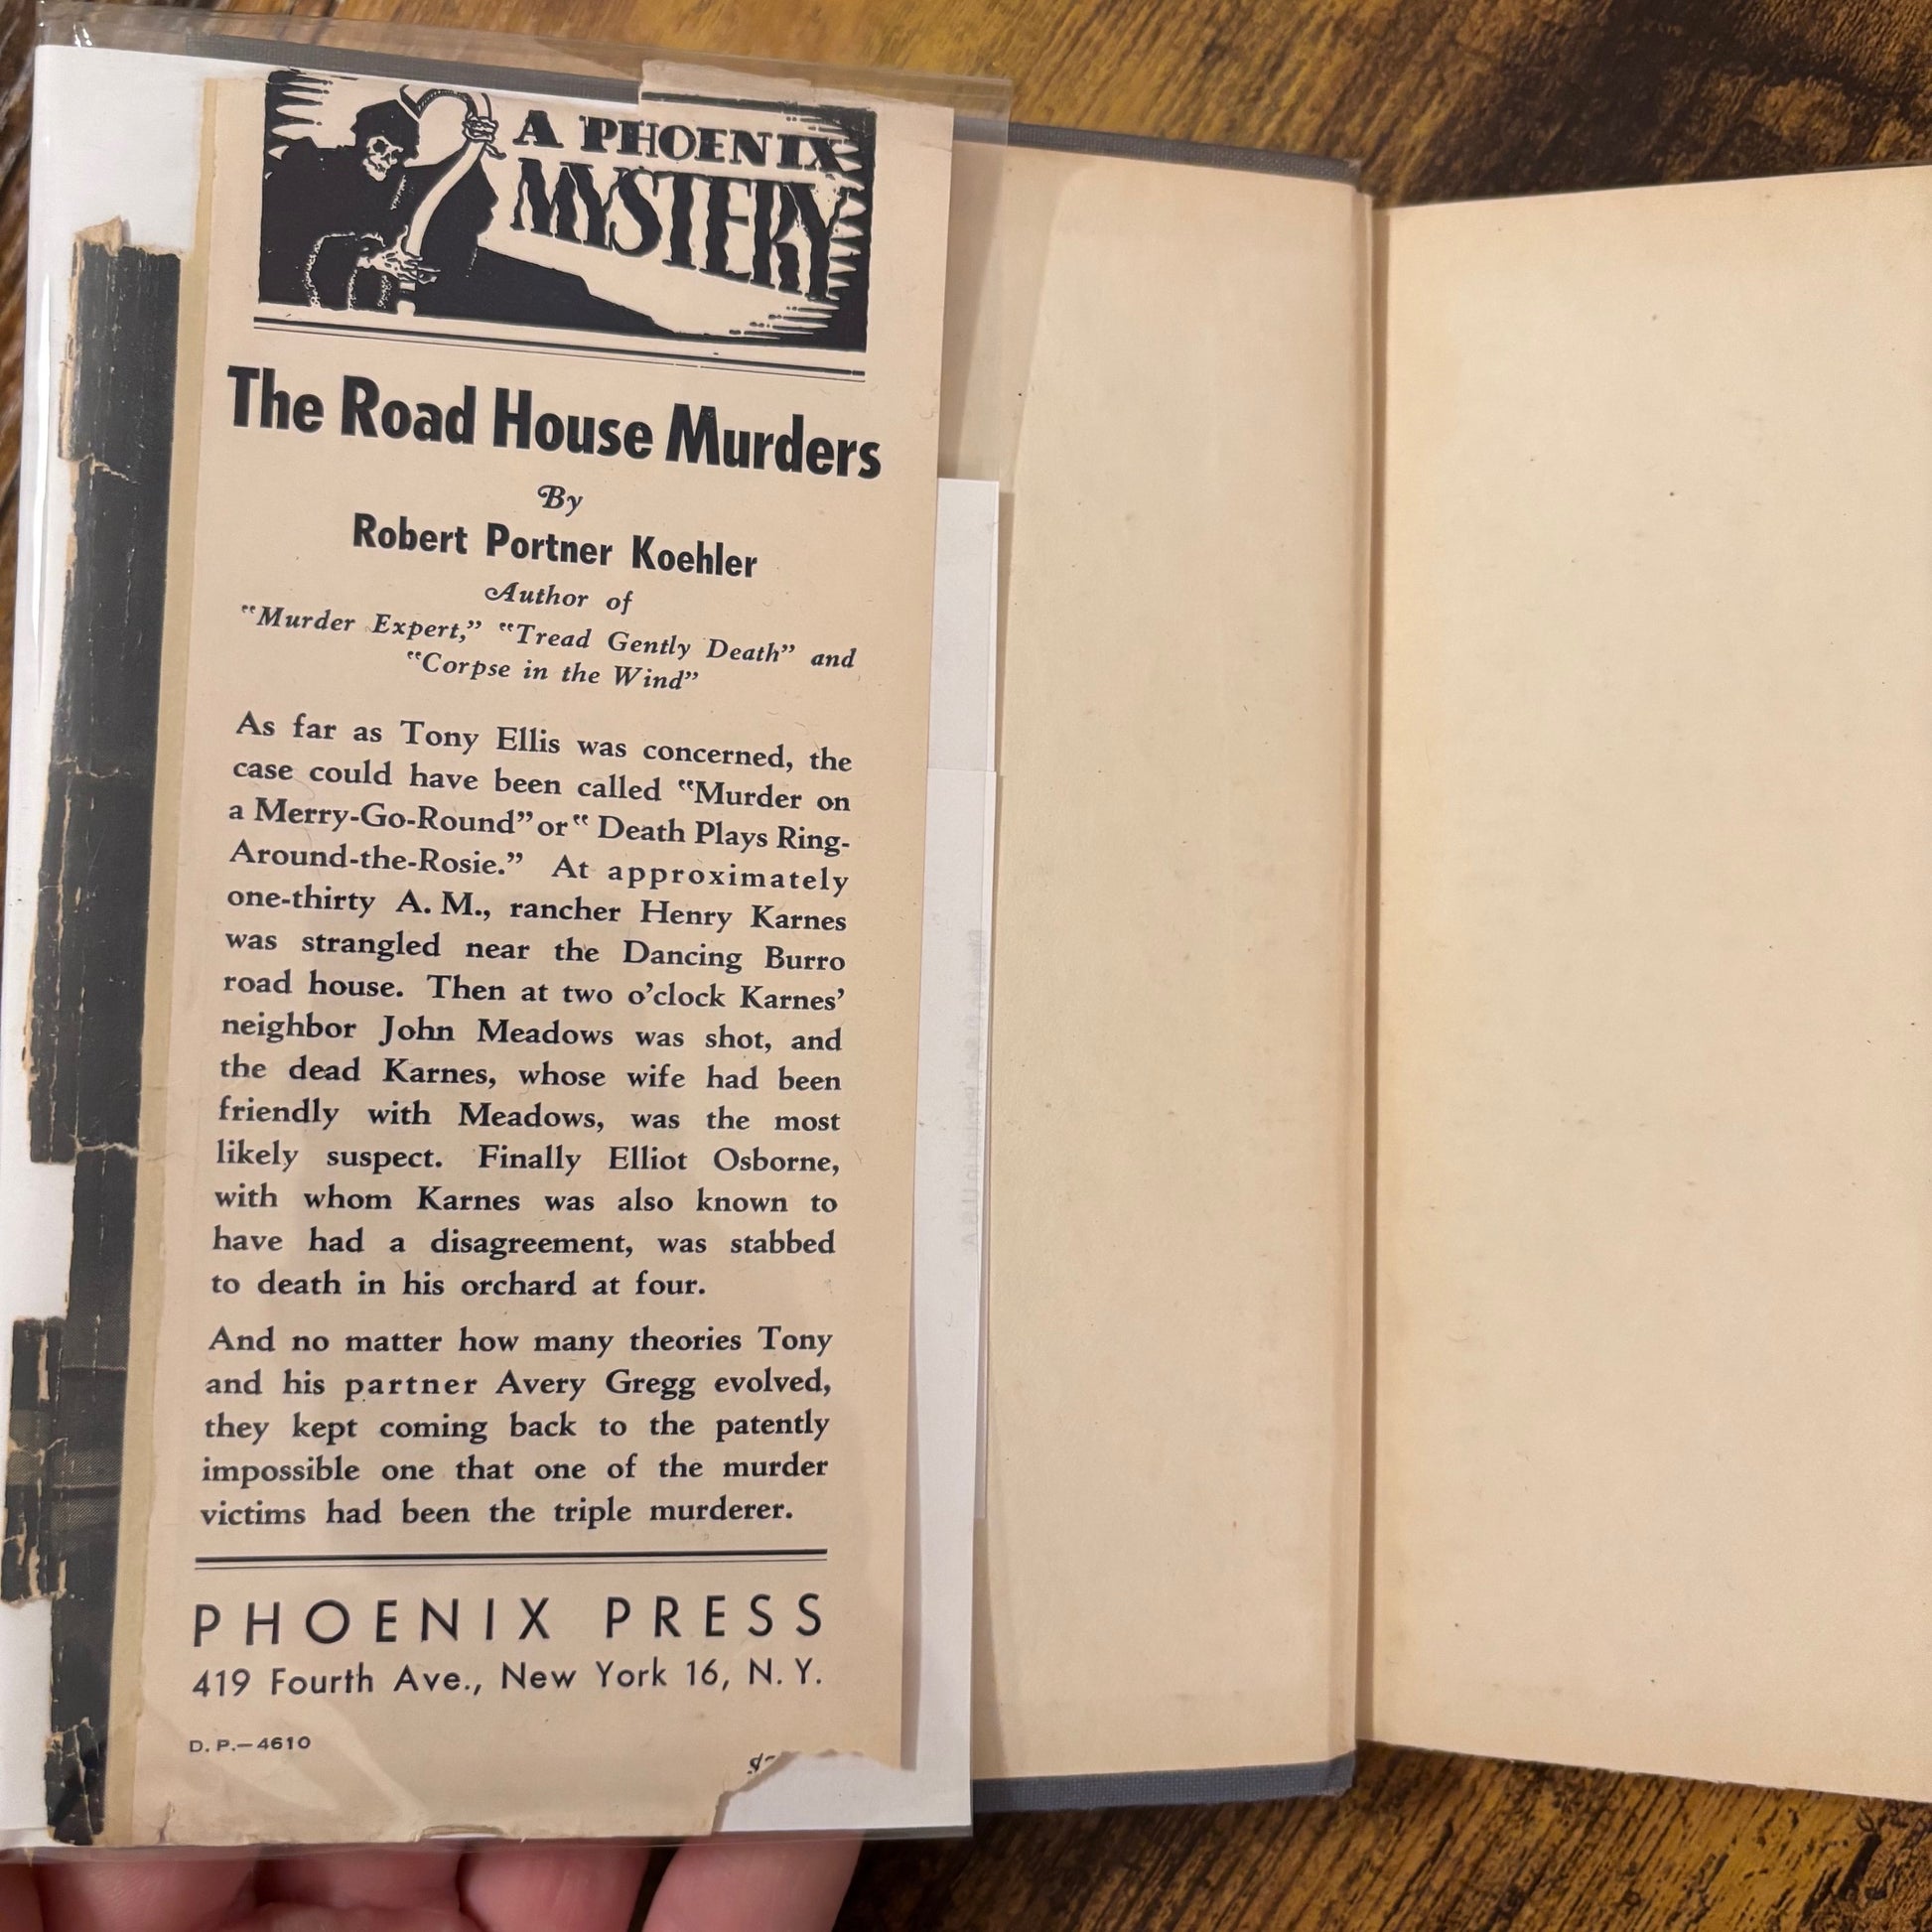 A PHOENIX
MYSTERY
The Road House Murders
By
Robert Portner Koehler
Author of
"Murder Expert," "Tread Gently Death" and
"Corpse in the Wind"
As far as Tony Ellis was concerned, the
case could have been called "Murder on
a Merry-Go-Round" or "Death Plays Ring-
Around-the-Rosie." At approximately
one-thirty A. M., rancher Henry Karnes
was strangled near the Dancing Burro
road house. Then at two o'clock Karnes'
neighbor John Meadows was shot, and
the dead Karnes, whose wife had been
friendly with Meadows, was the most
likely suspect. Finally Elliot Osborne,
with whom Karnes was also known to
have had a disagreement, was stabbed
to death in his orchard at four.
And no matter how many theories Tony
and his partner Avery Gregg evolved,
they kept coming back to the patently
impossible one that one of the murder
victims had been the triple murderer.
PHOENIX PRESS
419 Fourth Ave., New York 16, N. Y.
D. P.—4610